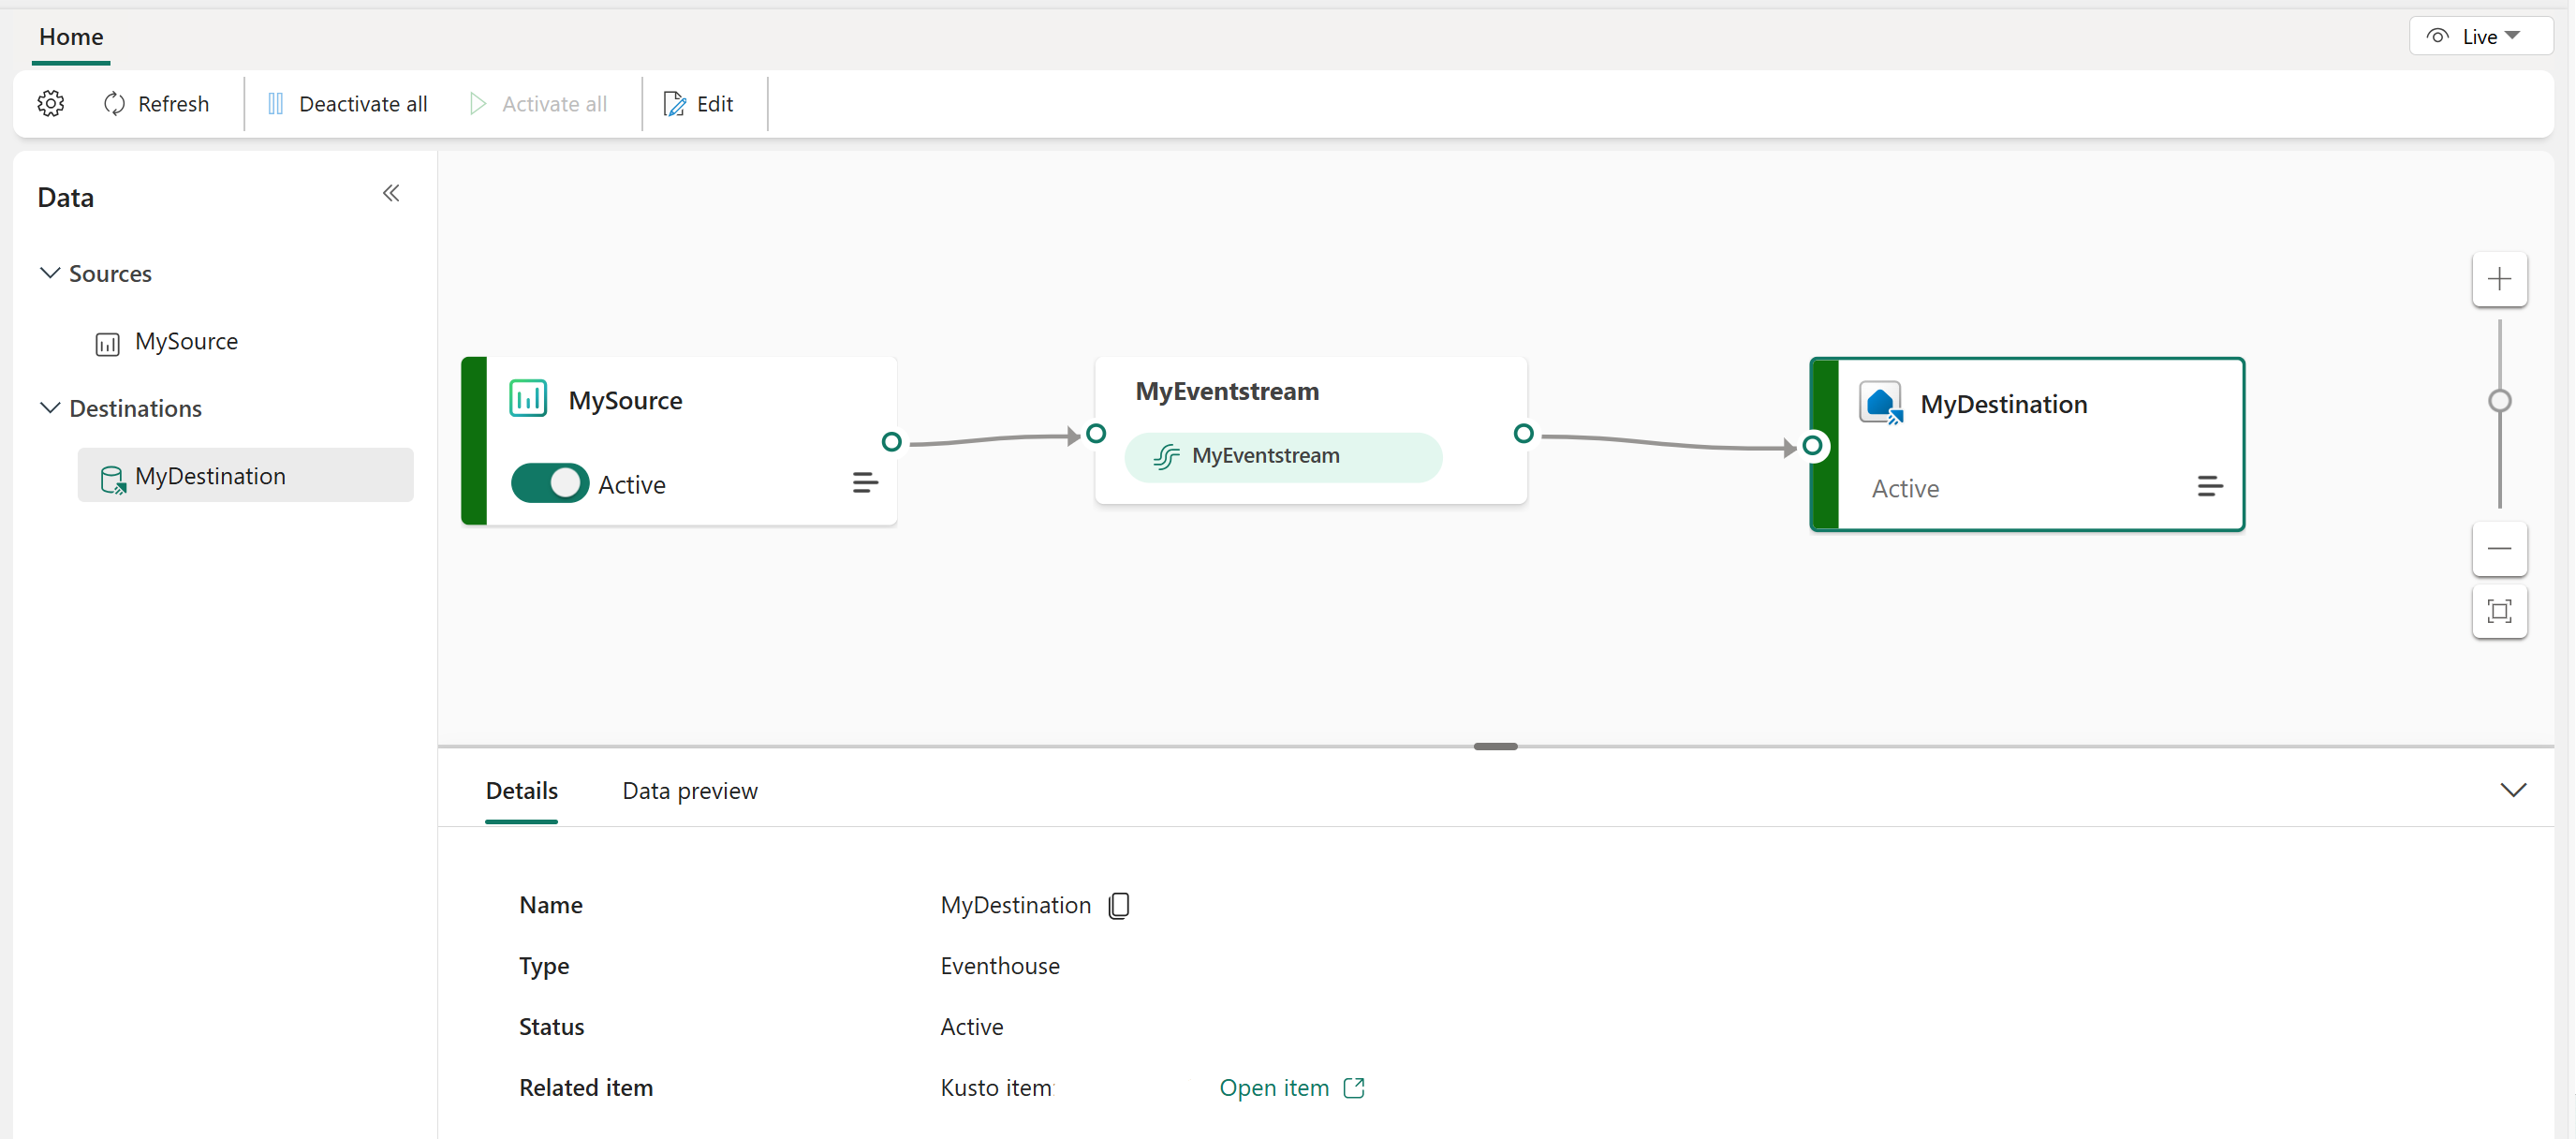 Home
Live
Refresh
Deactivate all
Activate all
Edit
Data
Sources
MySource
Destinations
MyDestination
MySource
Active
MyEventstream
MyEventstream
MyDestination
Active
Details
Data preview
Name
MyDestination
Type
Eventhouse
Status
Active
Related item
Kusto item
Open item